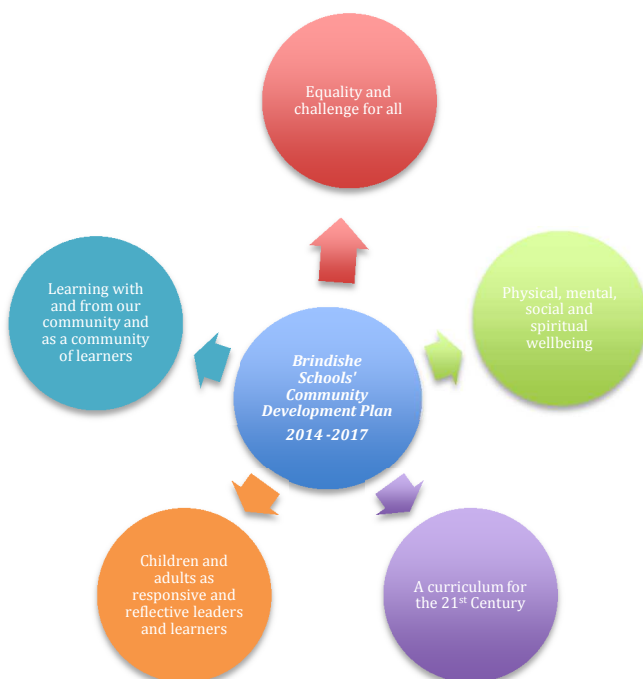 Equality and
challenge for all
Learning with
and from our
community and
as a community
of learners
Physical, mental,
social and
spiritual
wellbeing
Brindishe
Schools'
Community
Development Plan
2014 -2017
Children and
adults as
responsive and
reflective leaders
and learners
A curriculum for
the 21st Century